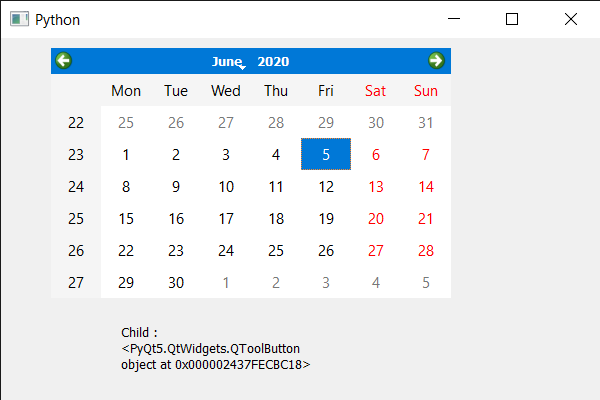 Python
June 2020
Mon Tue Wed Thu Fri Sat Sun
22 25 26 27 28 29 30 31
23 1 2 3 4 5 6 7
24 8 9 10 11 12 13 14
25 15 16 17 18 19 20 21
26 22 23 24 25 26 27 28
27 29 30 1 2 3 4 5
Child :
<PyQt5.QtWidgets.QToolButton
object at 0x000002437FECBC18>